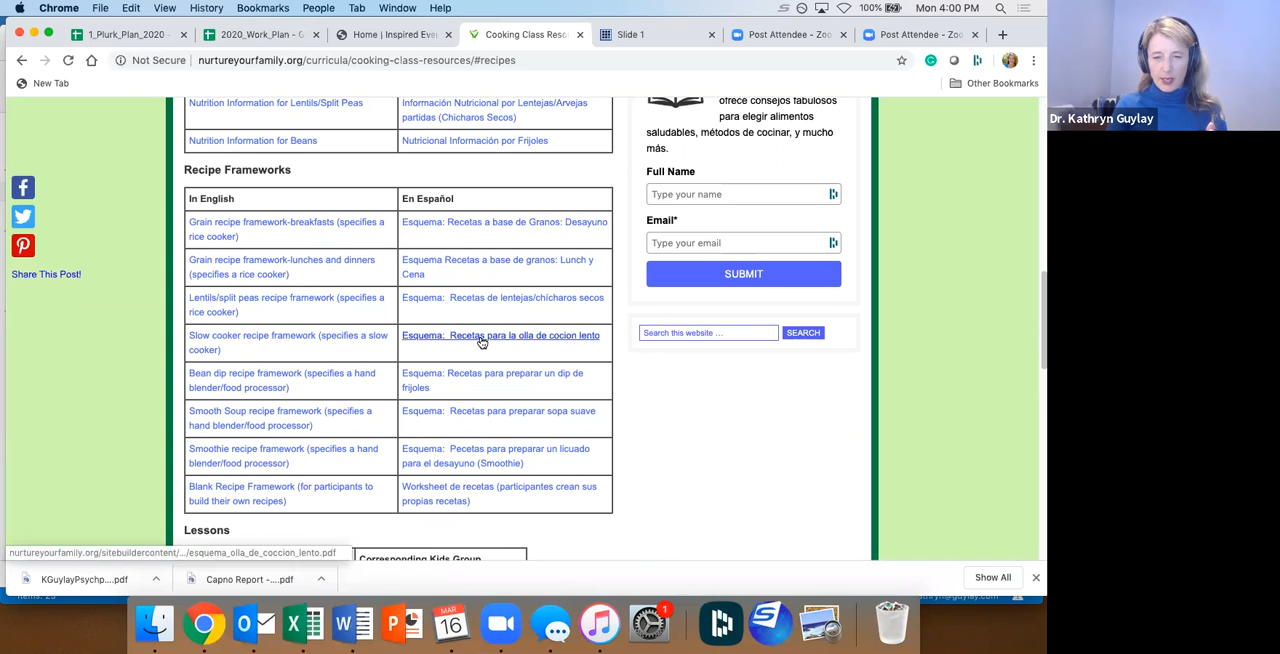 Chrome File Edit View History Bookmarks People Tab Window Help 100% Mon 4:00 PM
1_Plurk_Plan_2020 - 2020_Work_Plan - G Home | Inspired Eve Cooking Class Reso Slide 1 Post Attendee - Zoo Post Attendee - Zoo
Not Secure nurtureyourfamily.org/curricula/cooking-class-resources/#recipes
New Tab Other Bookmarks
Dr. Kathryn Guylay
Nutrition Information for Lentils/Split Peas
Información Nutricional por Lentejas/Arvejas
partidas (Chicharos Secos)
Nutrition Information for Beans
Nutricional Información por Frijoles
Recipe Frameworks
In English
En Español
Grain recipe framework-breakfasts (specifies a
rice cooker)
Esquema: Recetas a base de Granos: Desayuno
Grain recipe framework-lunches and dinners
(specifies a rice cooker)
Esquema Recetas a base de granos: Lunch y
Cena
Lentils/split peas recipe framework (specifies a
rice cooker)
Esquema: Recetas de lentejas/chícharos secos
Slow cooker recipe framework (specifies a slow
cooker)
Esquema: Recetas para la olla de cocion lento
Bean dip recipe framework (specifies a hand
blender/food processor)
Esquema: Recetas para preparar un dip de
frijoles
Smooth Soup recipe framework (specifies a
hand blender/food processor)
Esquema: Recetas para preparar sopa suave
Smoothie recipe framework (specifies a hand
blender/food processor)
Esquema: Pecetas para preparar un licuado
para el desayuno (Smoothie)
Blank Recipe Framework (for participants to
build their own recipes)
Worksheet de recetas (participantes crean sus
propias recetas)
Lessons
Corresponding Kids Group
ofrece consejos fabulosos
para elegir alimentos
saludables, métodos de cocinar, y mucho
más.
Full Name
Type your name
Email*
Type your email
SUBMIT
Search this website …
SEARCH
Share This Post!
nurtureyourfamily.org/sitebuildercontent/.../esquema_olla_de_coccion_lento.pdf
KGuylayPsychp....pdf
Capno Report -....pdf
Show All
MAR
16
1